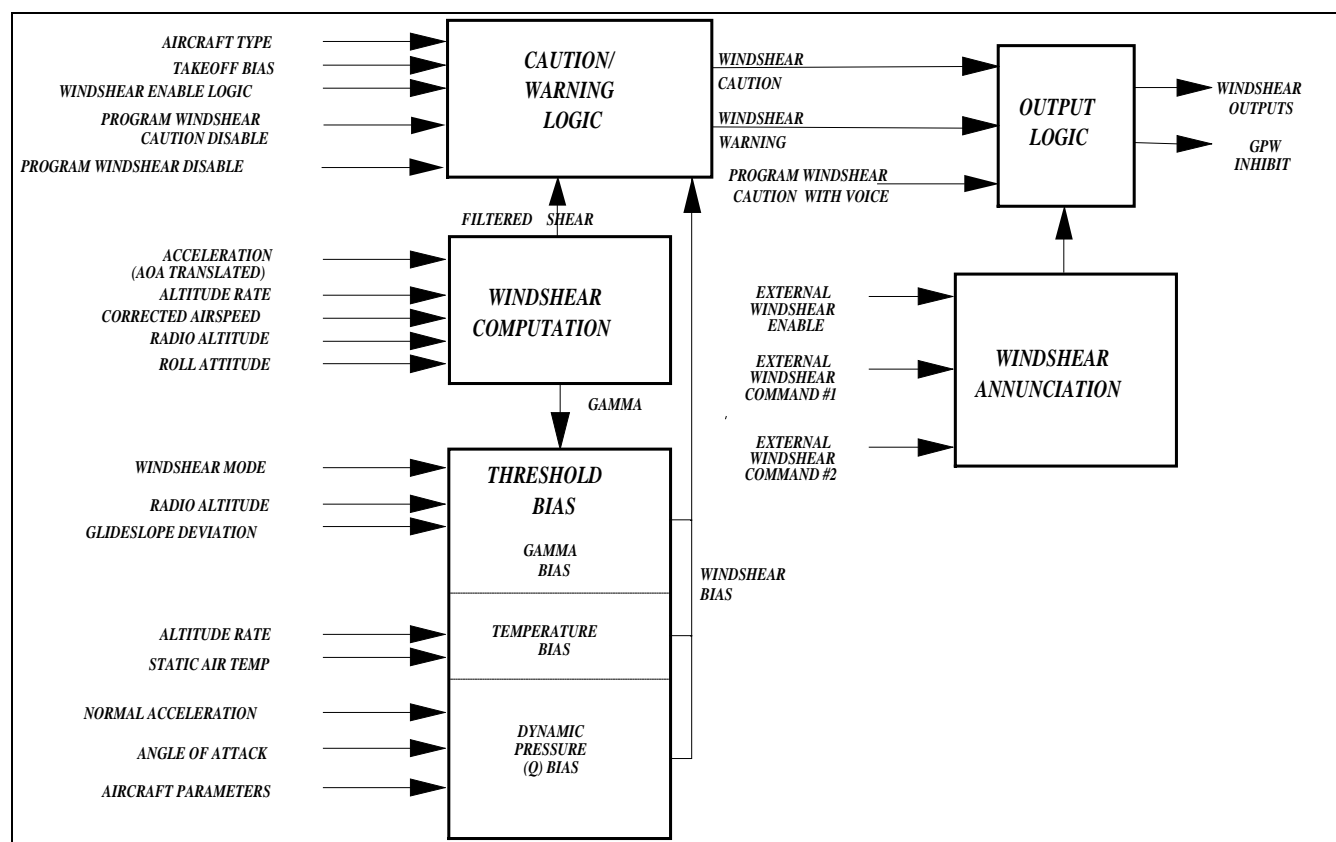 AIRCRAFT TYPE
TAKEOFF BIAS
WINDSHEAR ENABLE LOGIC
PROGRAM WINDSHEAR
CAUTION DISABLE
PROGRAM WINDSHEAR DISABLE
CAUTION/
WARNING
LOGIC
WINDSHEAR
CAUTION
WINDSHEAR
WARNING
PROGRAM WINDSHEAR
CAUTION WITH VOICE
OUTPUT
LOGIC
WINDSHEAR
OUTPUTS
GPW
INHIBIT
FILTERED SHEAR
ACCELERATION
(AOA TRANSLATED)
ALTITUDE RATE
CORRECTED AIRSPEED
RADIO ALTITUDE
ROLL ATTITUDE
WINDSHEAR
COMPUTATION
GAMMA
EXTERNAL
WINDSHEAR
ENABLE
EXTERNAL
WINDSHEAR
COMMAND #1
EXTERNAL
WINDSHEAR
COMMAND #2
WINDSHEAR
ANNUNCIATION
WINDSHEAR MODE
RADIO ALTITUDE
GLIDESLOPE DEVIATION
THRESHOLD
BIAS
GAMMA
BIAS
WINDSHEAR
BIAS
ALTITUDE RATE
STATIC AIR TEMP
TEMPERATURE
BIAS
NORMAL ACCELERATION
ANGLE OF ATTACK
AIRCRAFT PARAMETERS
DYNAMIC
PRESSURE
(Q) BIAS